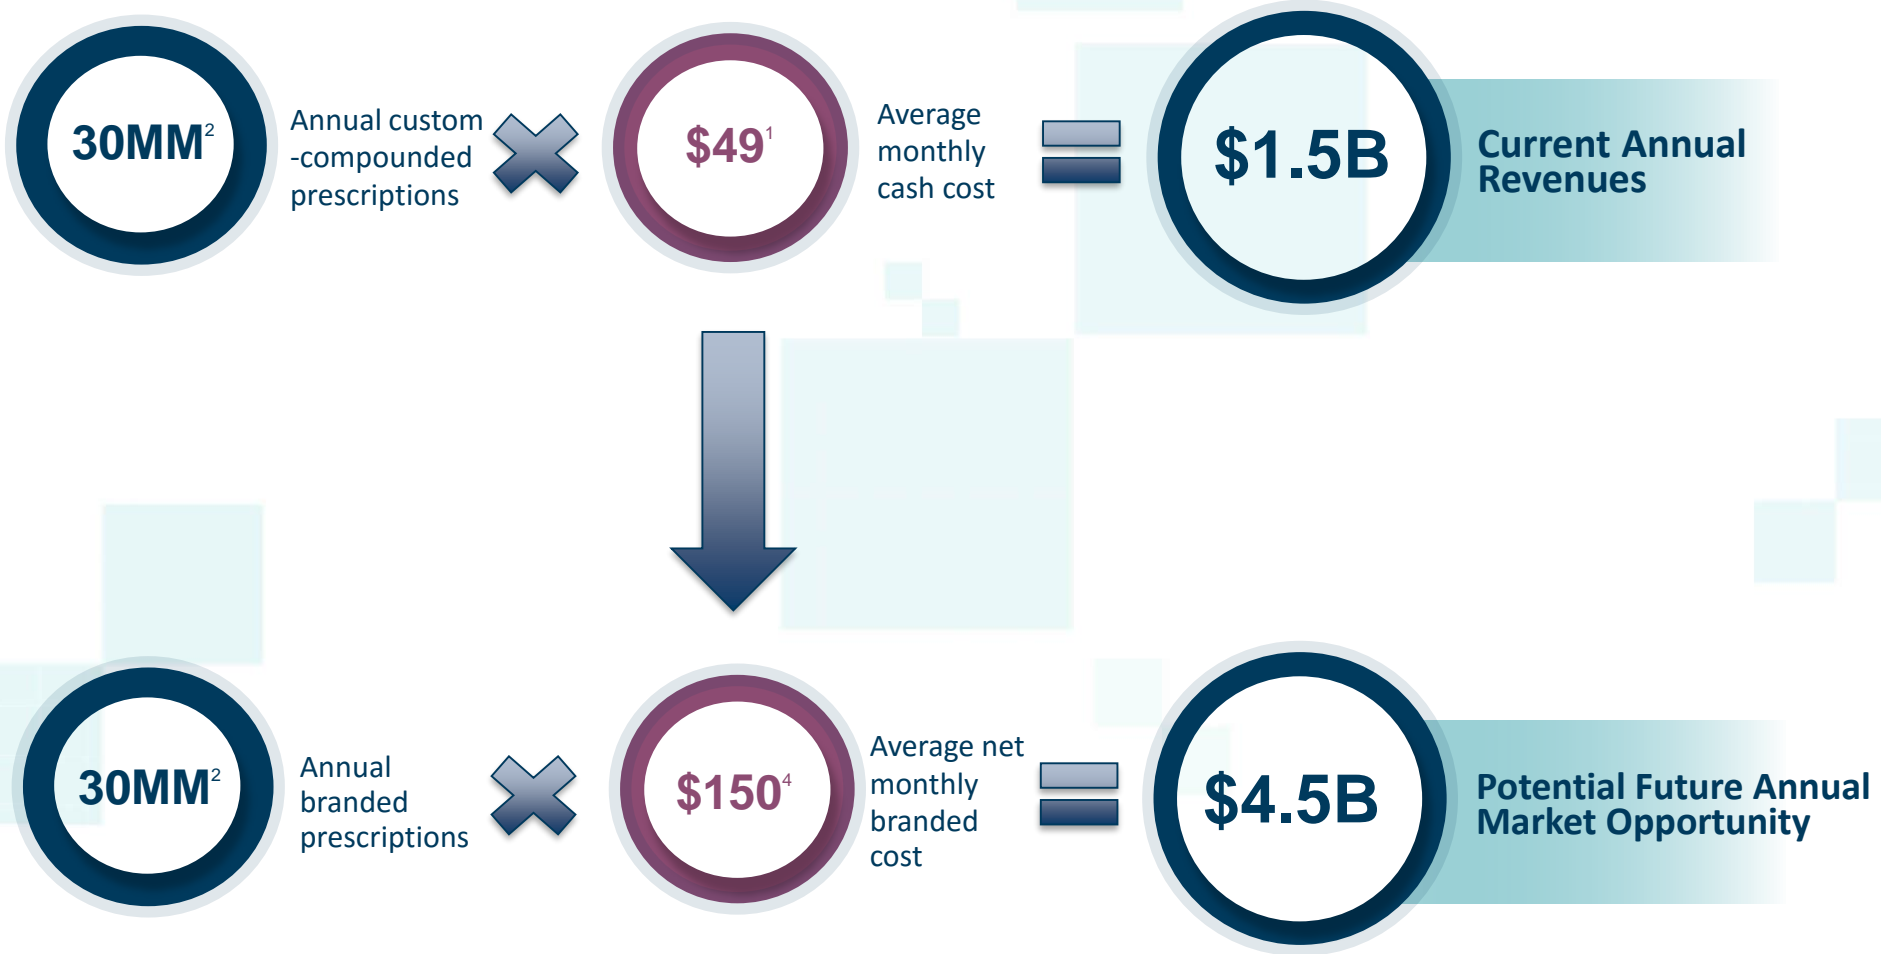 30MM²
Annual custom
-compounded
prescriptions
$49¹
Average
monthly
cash cost
$1.5B
Current Annual
Revenues
30MM²
Annual
branded
prescriptions
$150⁴
Average net
monthly
branded
cost
$4.5B
Potential Future Annual
Market Opportunity